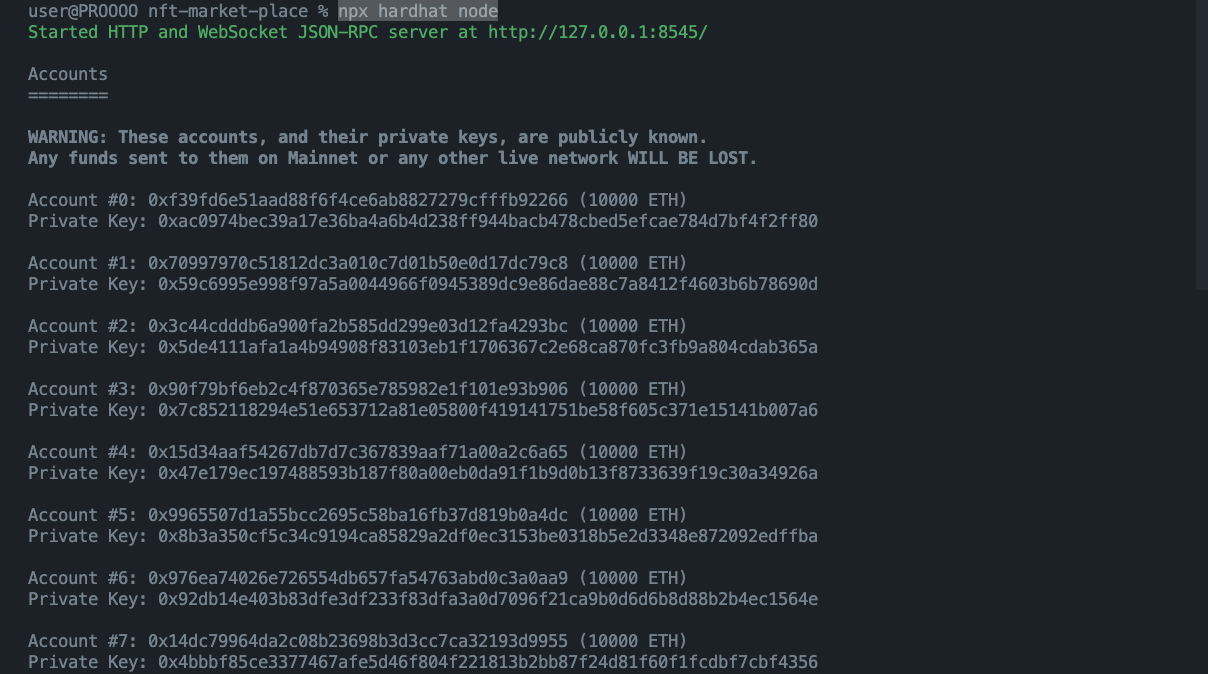 user@PROOOO nft-market-place % npx hardhat node
Started HTTP and WebSocket JSON-RPC server at http://127.0.0.1:8545/
Accounts
========
WARNING: These accounts, and their private keys, are publicly known.
Any funds sent to them on Mainnet or any other live network WILL BE LOST.
Account #0: 0xf39fd6e51aad88f6f4ce6ab8827279cfffb92266 (10000 ETH)
Private Key: 0xac0974bec39a17e36ba4a6b4d238ff944bacb478cbed5efcae784d7bf4f2ff80
Account #1: 0x70997970c51812dc3a010c7d01b50e0d17dc79c8 (10000 ETH)
Private Key: 0x59c6995e998f97a5a0044966f0945389dc9e86dae88c7a8412f4603b6b78690d
Account #2: 0x3c44cdddb6a900fa2b585dd299e03d12fa4293bc (10000 ETH)
Private Key: 0x5de4111afa1a4b94908f83103eb1f1706367c2e68ca870fc3fb9a804cdab365a
Account #3: 0x90f79bf6eb2c4f870365e785982e1f101e93b906 (10000 ETH)
Private Key: 0x7c852118294e51e653712a81e05800f419141751be58f605c371e15141b007a6
Account #4: 0x15d34aaf54267db7d7c367839aaf71a00a2c6a65 (10000 ETH)
Private Key: 0x47e179ec197488593b187f80a00eb0da91f1b9d0b13f8733639f19c30a34926a
Account #5: 0x9965507d1a55bcc2695c58ba16fb37d819b0a4dc (10000 ETH)
Private Key: 0x8b3a350cf5c34c9194ca85829a2df0ec3153be0318b5e2d3348e872092edffba
Account #6: 0x976ea74026e726554db657fa54763abd0c3a0aa9 (10000 ETH)
Private Key: 0x92db14e403b83dfe3df233f83dfa3a0d7096f21ca9b0d6d6b8d88b2b4ec1564e
Account #7: 0x14dc79964da2c08b23698b3d3cc7ca32193d9955 (10000 ETH)
Private Key: 0x4bbbf85ce3377467afe5d46f804f221813b2bb87f24d81f60f1fcdbf7cbf4356